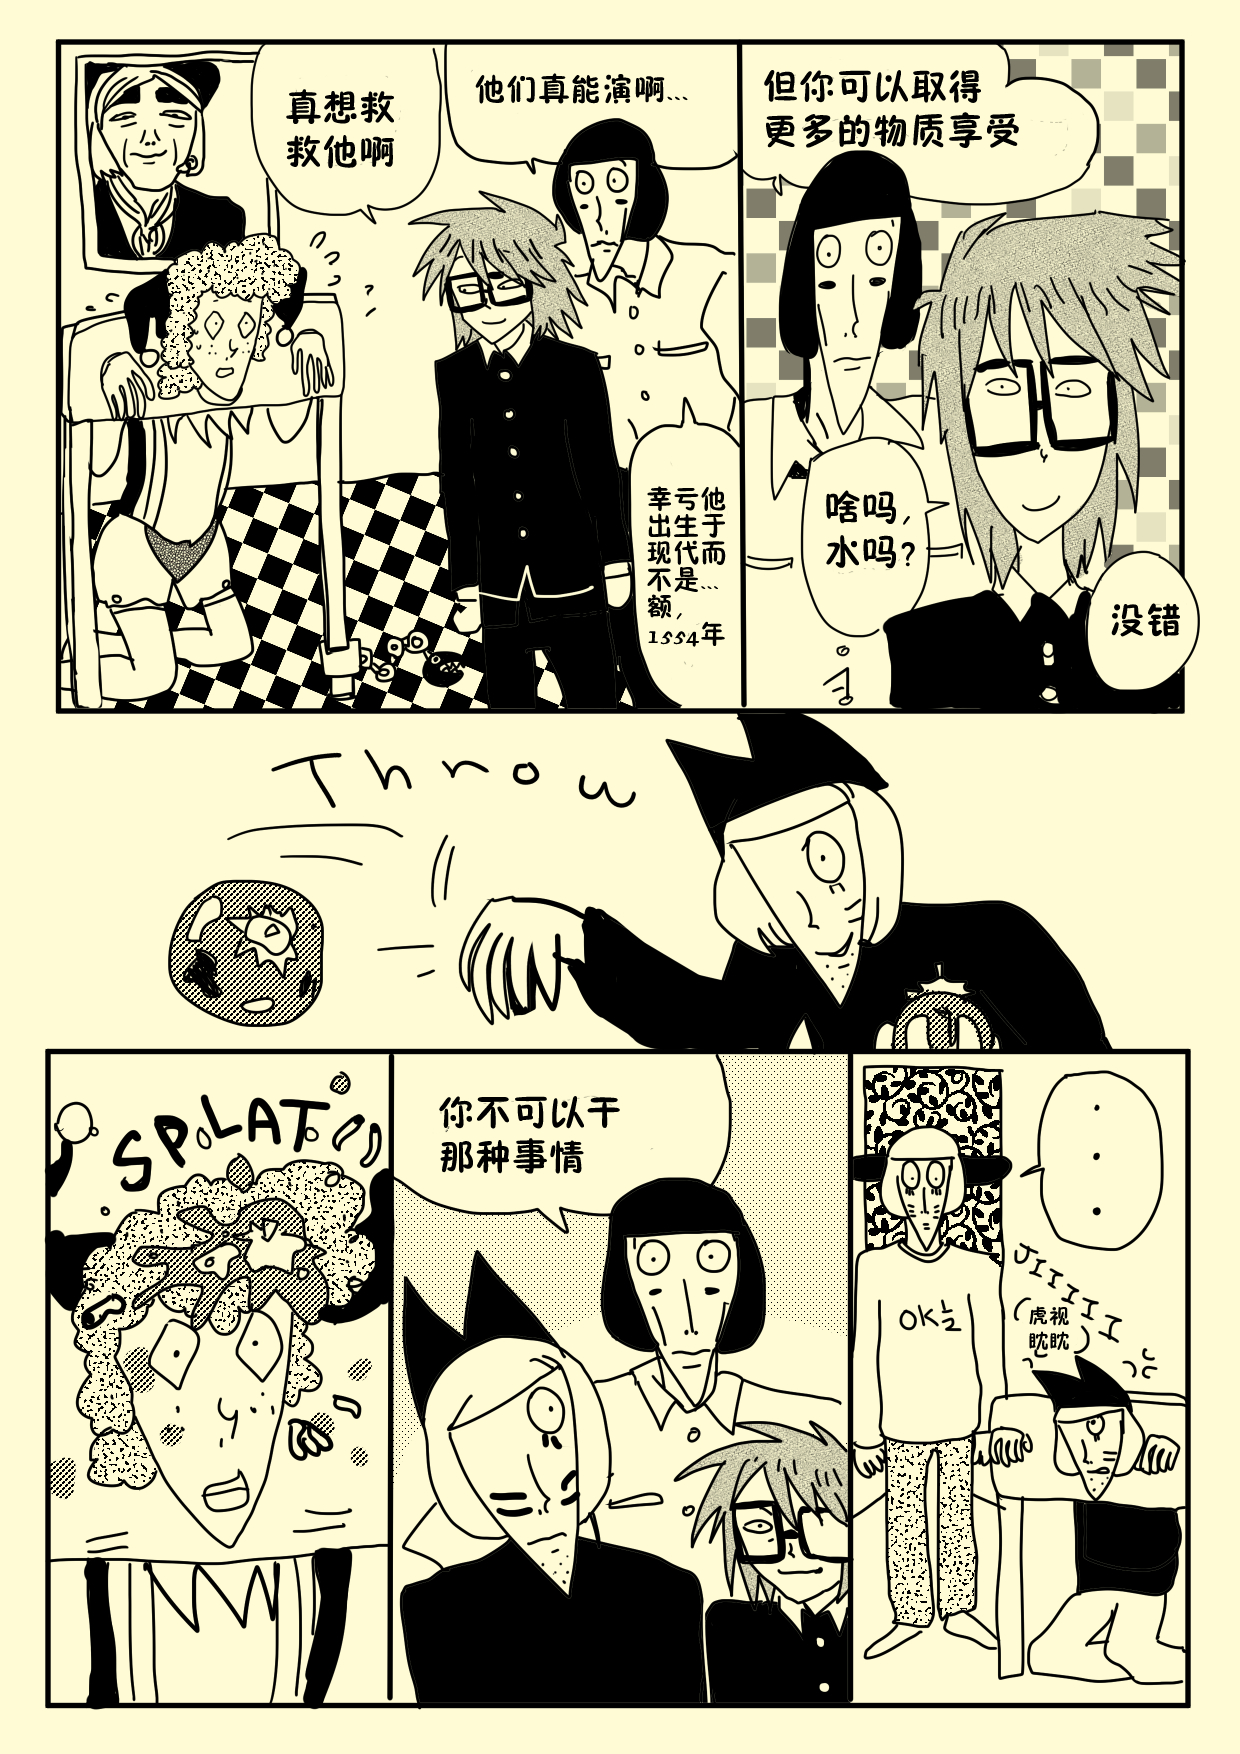 真想救
救他啊
他们真能演啊...
幸亏他
出生于
现代而
不是...
额,
1554年
但你可以取得
更多的物质享受
啥吗,
水吗?
没错
Throw
SPLAT
你不可以干
那种事情
...
JIIIII
(虎视
眈眈)
OK½